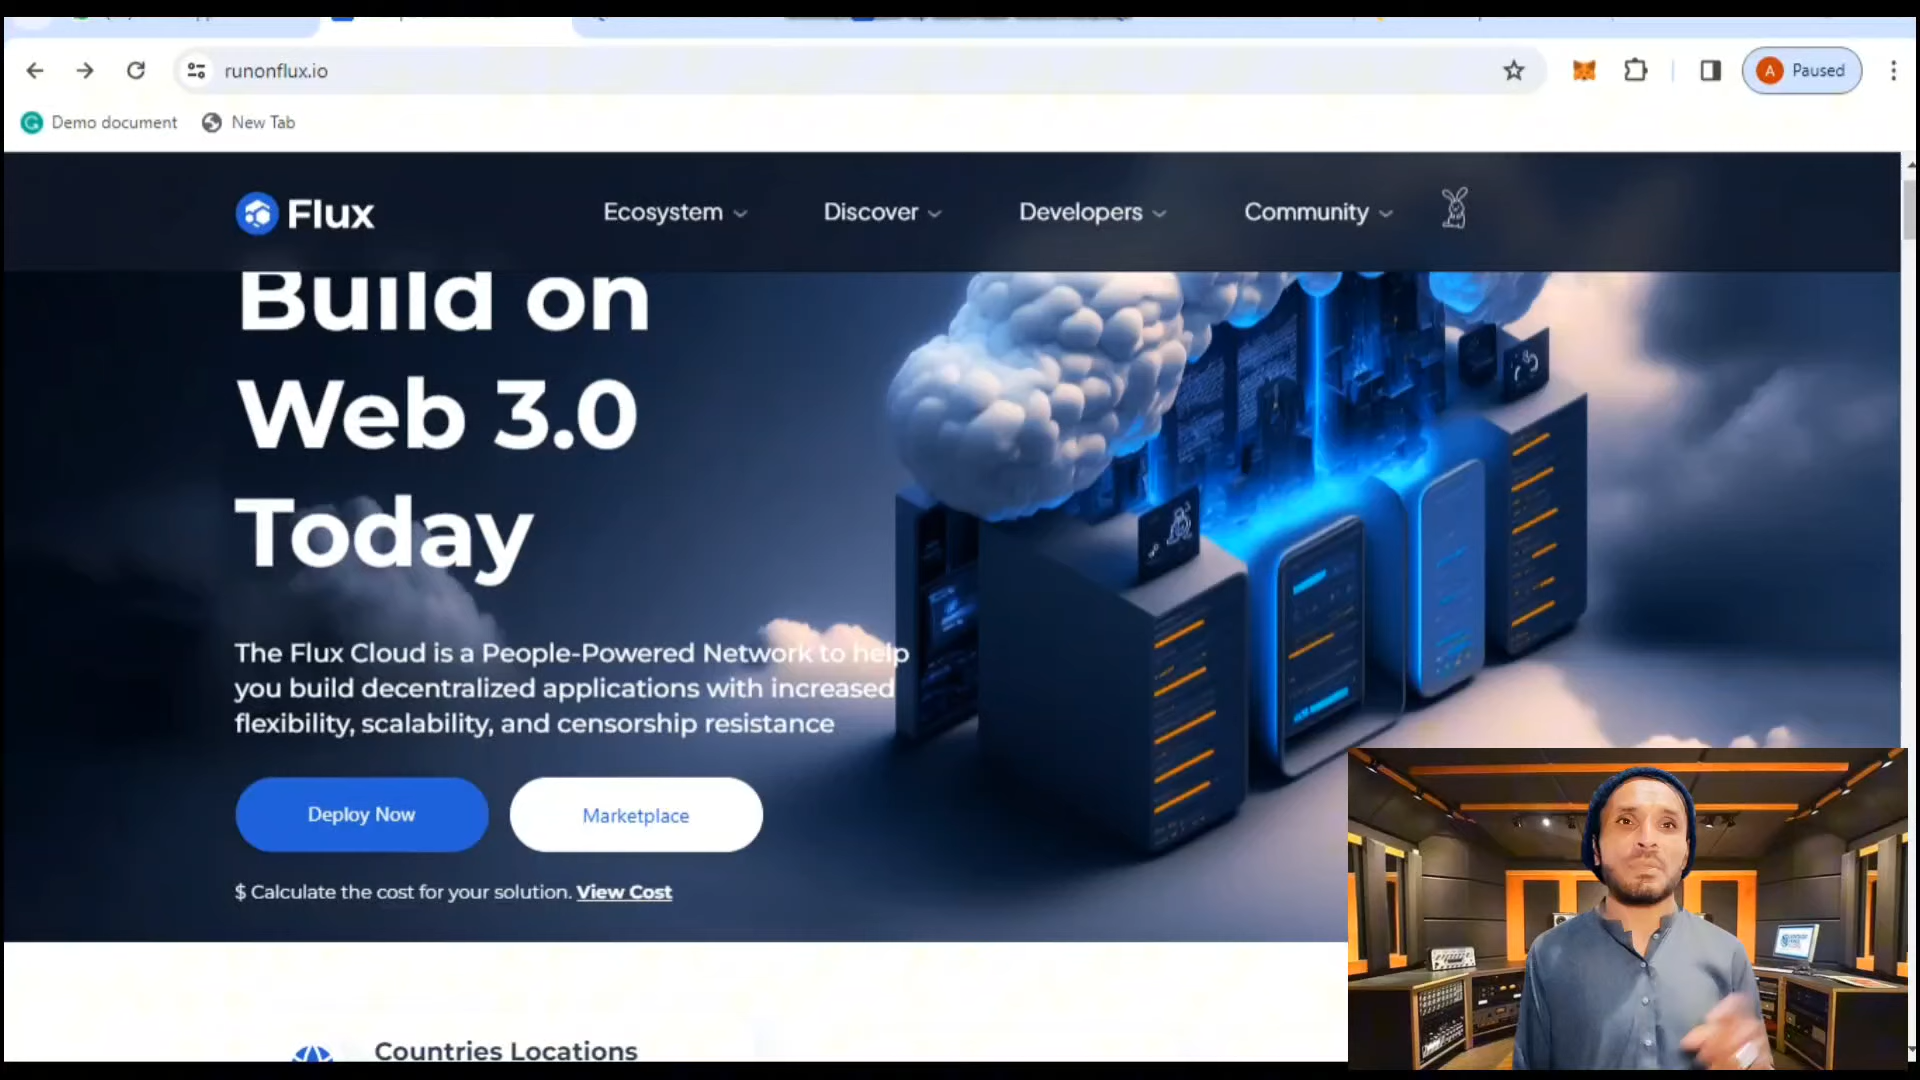 runonflux.io
A Paused
Demo document New Tab
Flux Ecosystem Discover Developers Community
Build on
Web 3.0
Today
The Flux Cloud is a People-Powered Network to help
you build decentralized applications with increased
flexibility, scalability, and censorship resistance
Deploy Now Marketplace
$ Calculate the cost for your solution. View Cost
Countries Locations